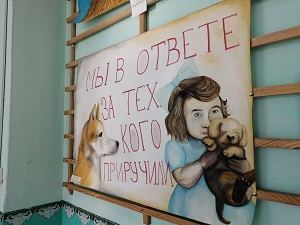 МЫ В ОТВЕТЕ
ЗА ТЕХ,
КОГО
ПРИРУЧИЛИ